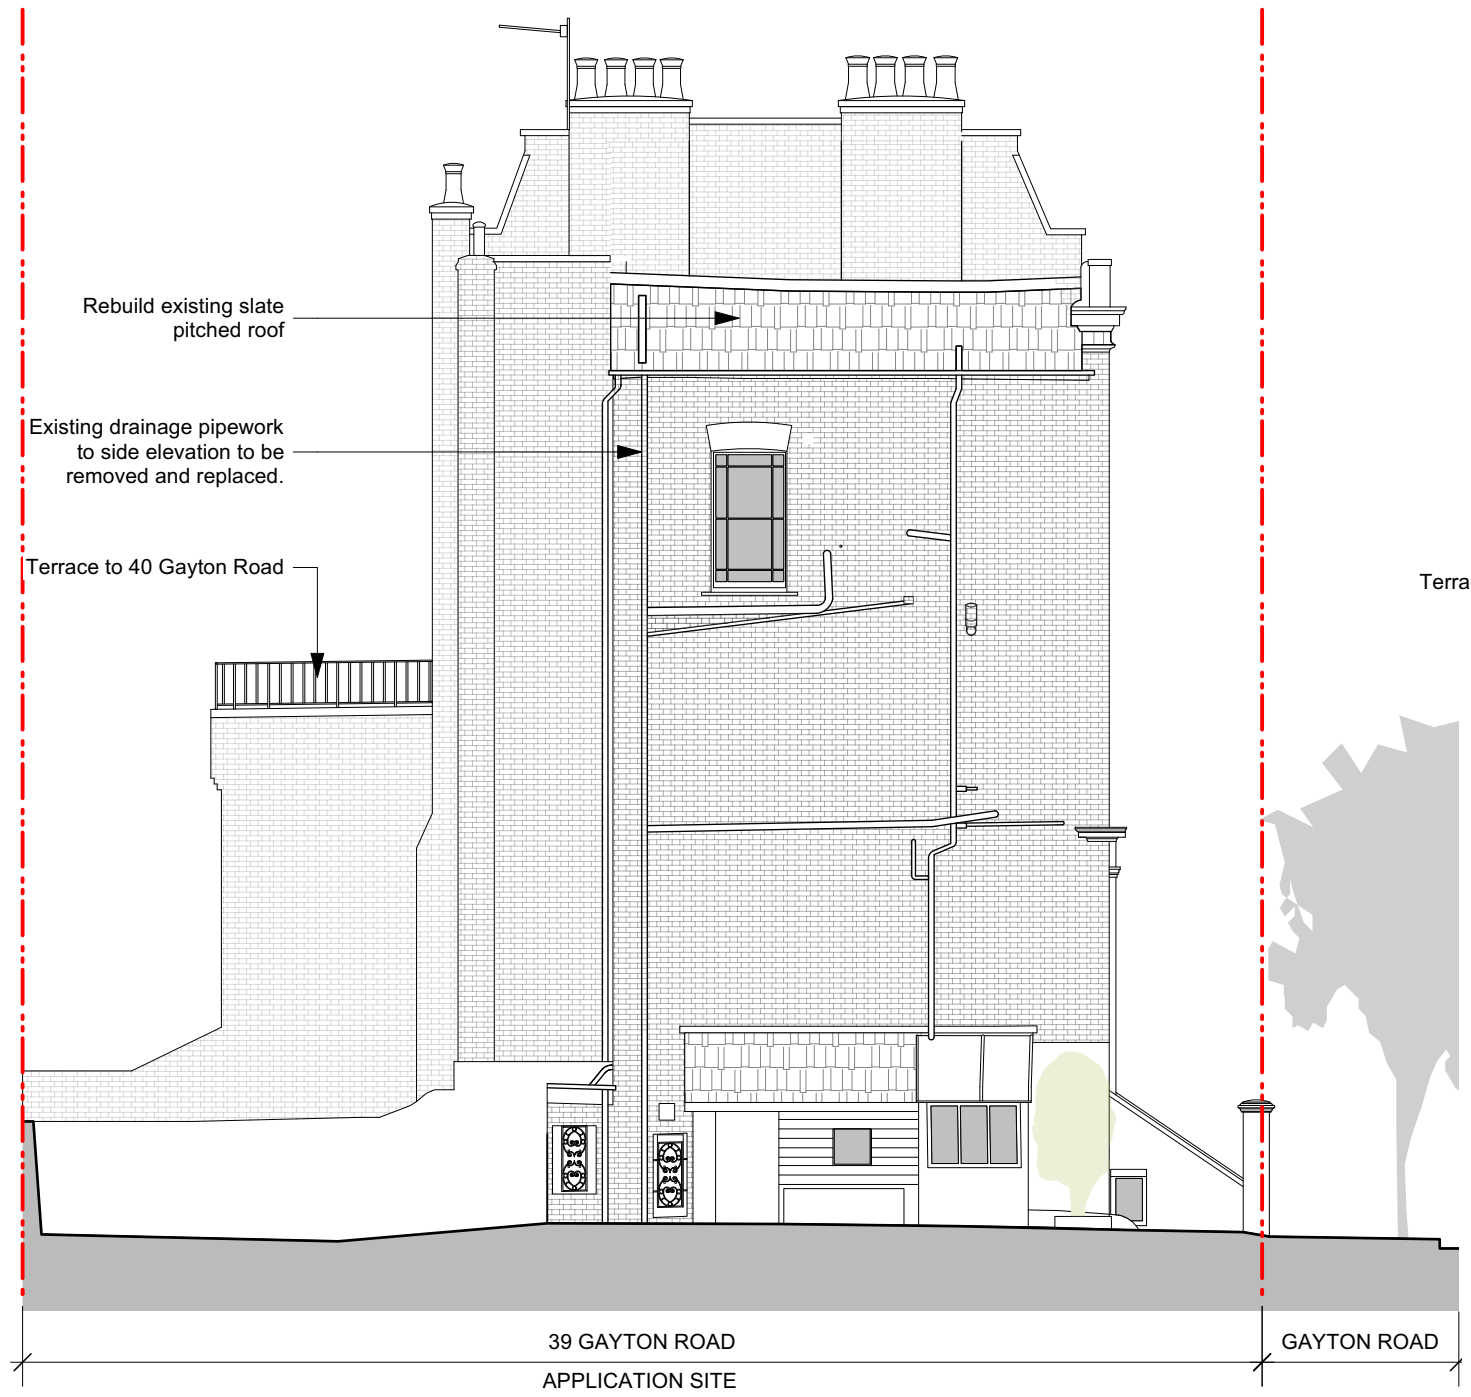 Rebuild existing slate
pitched roof
Existing drainage pipework
to side elevation to be
removed and replaced.
Terrace to 40 Gayton Road
Terra
39 GAYTON ROAD
GAYTON ROAD
APPLICATION SITE